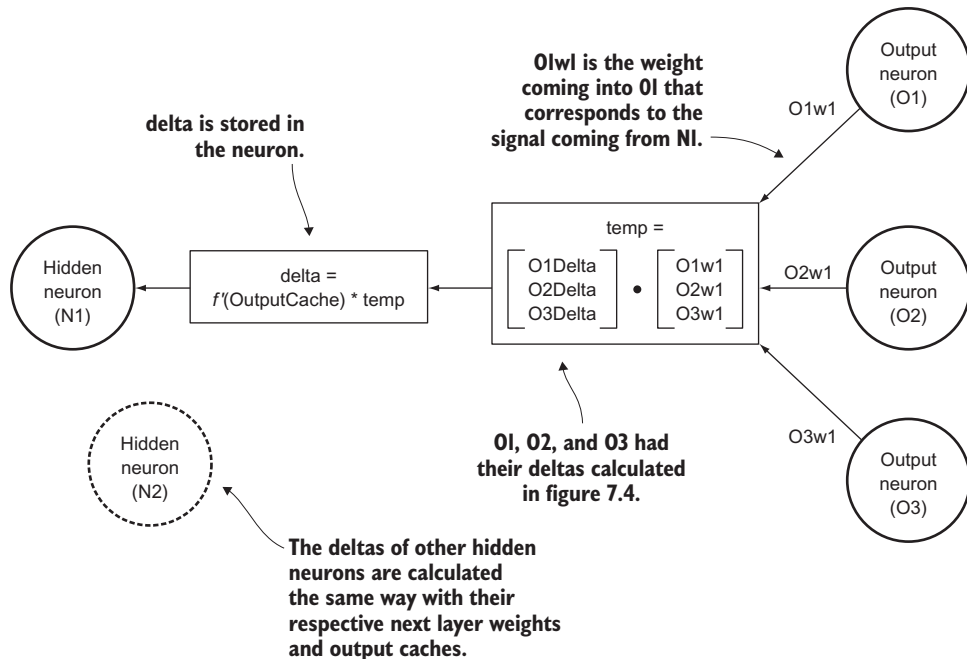 Output
neuron
(O1)
O1w1 is the weight
coming into O1 that
corresponds to the
signal coming from N1.
O1w1
delta is stored in
the neuron.
Hidden
neuron
(N1)
delta =
f'(OutputCache) * temp
temp =
O1Delta
O2Delta
O3Delta
•
O1w1
O2w1
O3w1
O2w1
Output
neuron
(O2)
O3w1
Output
neuron
(O3)
O1, O2, and O3 had
their deltas calculated
in figure 7.4.
Hidden
neuron
(N2)
The deltas of other hidden
neurons are calculated
the same way with their
respective next layer weights
and output caches.